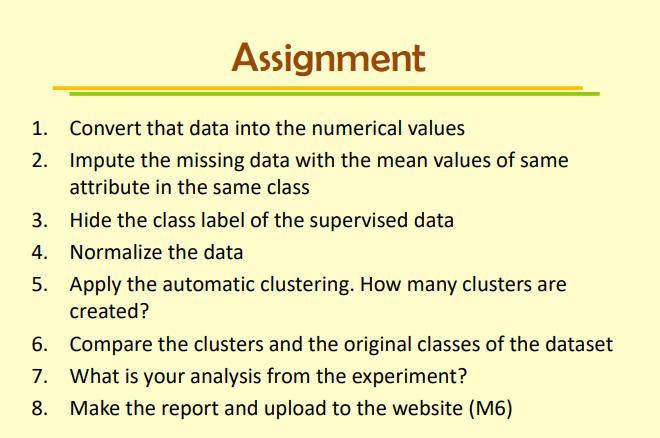 Assignment
1. Convert that data into the numerical values
2. Impute the missing data with the mean values of same
attribute in the same class
3. Hide the class label of the supervised data
4. Normalize the data
5. Apply the automatic clustering. How many clusters are
created?
6. Compare the clusters and the original classes of the dataset
7. What is your analysis from the experiment?
8. Make the report and upload to the website (M6)